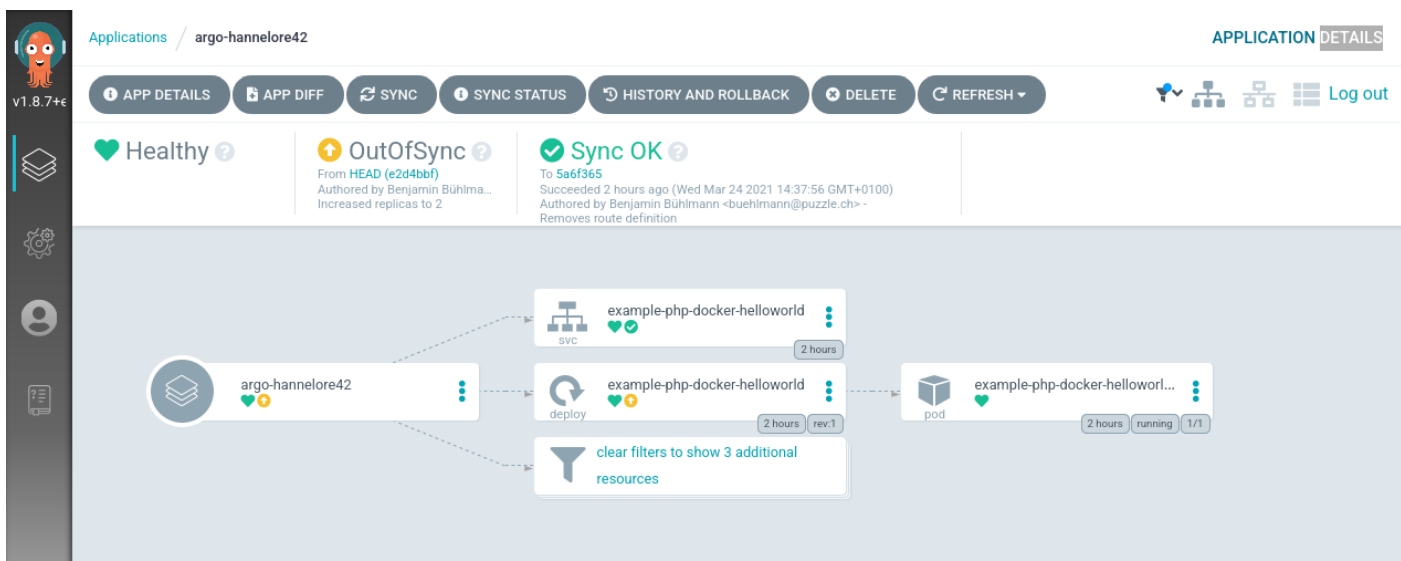 Applications / argo-hannelore42
APPLICATION DETAILS
v1.8.7+e
APP DETAILS APP DIFF SYNC SYNC STATUS HISTORY AND ROLLBACK DELETE REFRESH
Log out
Healthy
OutOfSync
From HEAD (e2d4bbf)
Authored by Benjamin Bühlma...
Increased replicas to 2
Sync OK
To 5a6f365
Succeeded 2 hours ago (Wed Mar 24 2021 14:37:56 GMT+0100)
Authored by Benjamin Bühlmann <buehlmann@puzzle.ch> -
Removes route definition
example-php-docker-helloworld
svc
2 hours
argo-hannelore42
example-php-docker-helloworld
deploy
2 hours rev:1
example-php-docker-helloworl...
pod
2 hours running 1/1
clear filters to show 3 additional
resources